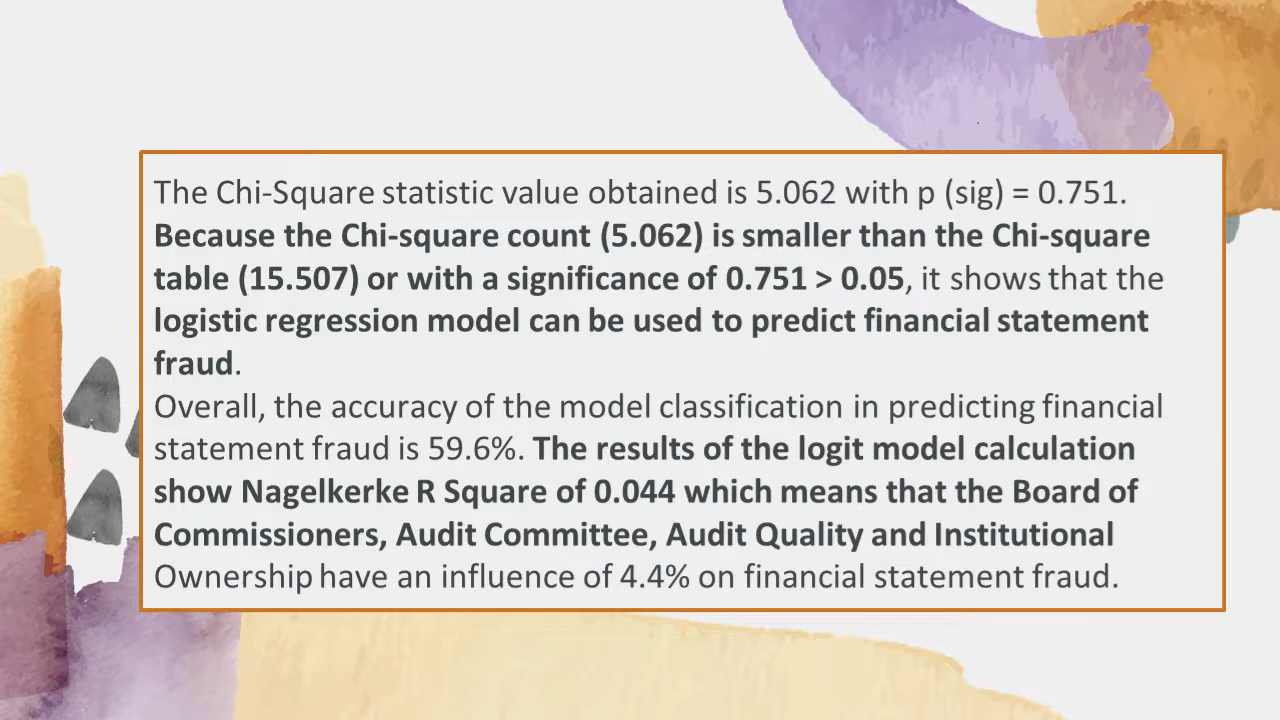 The Chi-Square statistic value obtained is 5.062 with p (sig) = 0.751.
Because the Chi-square count (5.062) is smaller than the Chi-square
table (15.507) or with a significance of 0.751 > 0.05, it shows that the
logistic regression model can be used to predict financial statement
fraud.
Overall, the accuracy of the model classification in predicting financial
statement fraud is 59.6%. The results of the logit model calculation
show Nagelkerke R Square of 0.044 which means that the Board of
Commissioners, Audit Committee, Audit Quality and Institutional
Ownership have an influence of 4.4% on financial statement fraud.